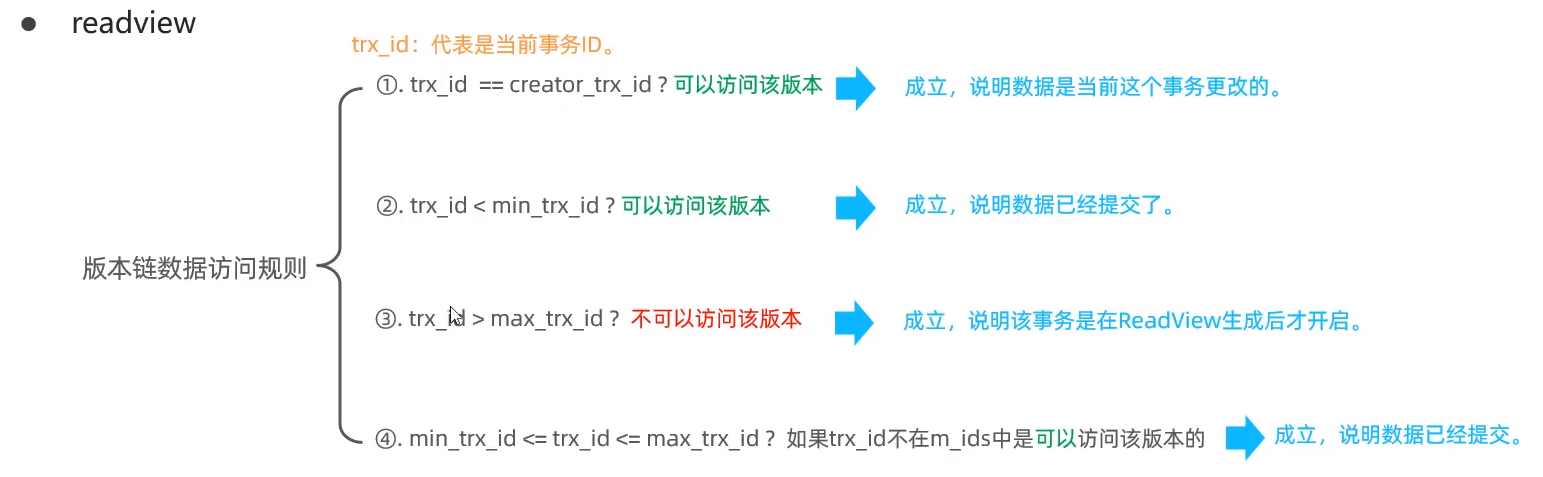 ● readview
trx_id：代表是当前事务ID。
①. trx_id == creator_trx_id ? 可以访问该版本 成立，说明数据是当前这个事务更改的。
②. trx_id < min_trx_id ? 可以访问该版本 成立，说明数据已经提交了。
版本链数据访问规则
③. trx_id > max_trx_id ? 不可以访问该版本 成立，说明该事务是在ReadView生成后才开启。
④. min_trx_id <= trx_id <= max_trx_id ? 如果trx_id不在m_ids中是可以访问该版本的 成立，说明数据已经提交。